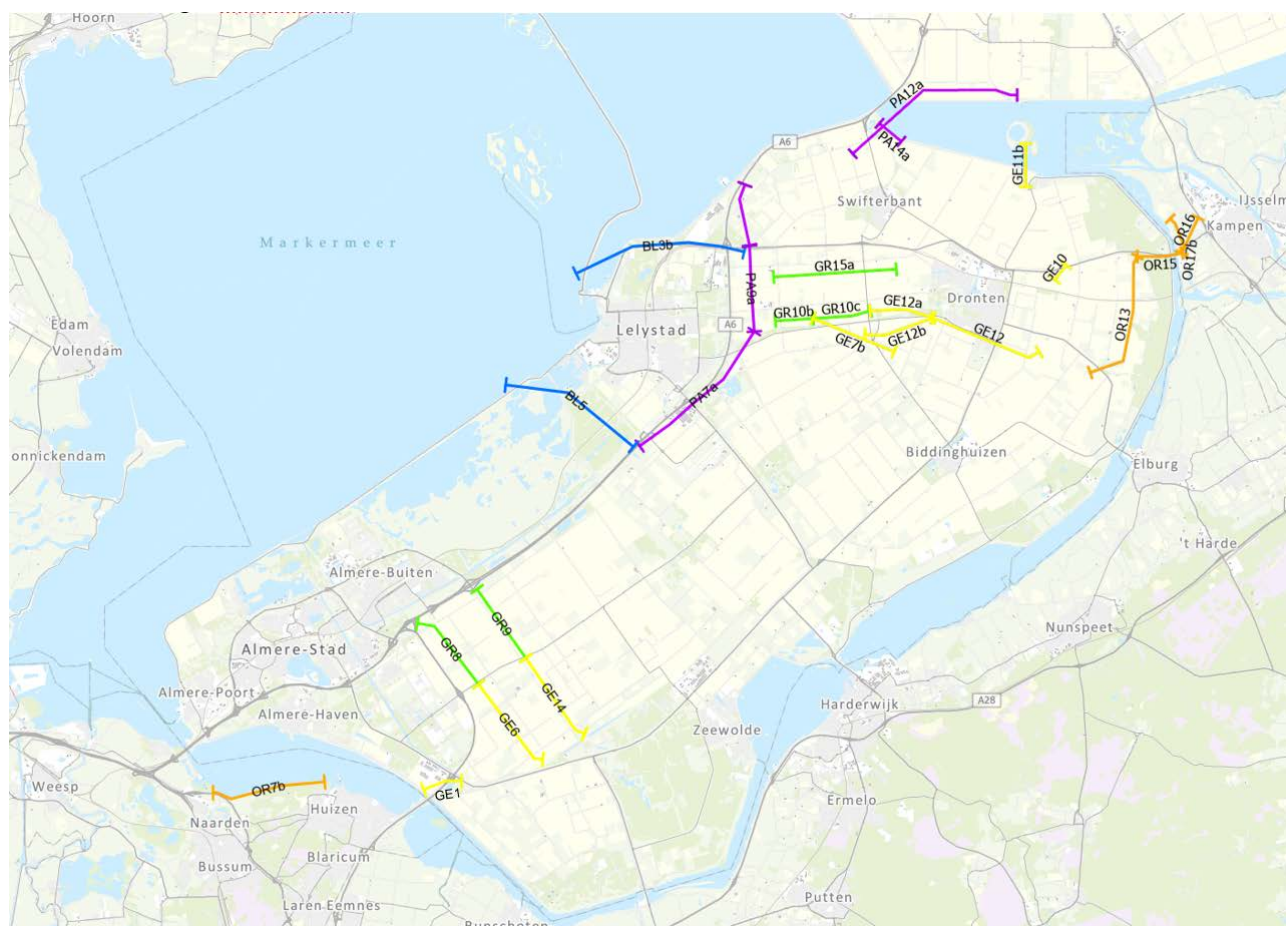 Hoorn
PA12a
A6
PA14a
GE11b
Swifterbant
IJsselm
OR16
Kampen
Markermeer
BL3b
OR17b
OR15
GR15a
GE10
PA9a
Dronten
GR10b
GR10c
GE12a
Edam
Lelystad
A6
OR13
Volendam
GE7b
GE12b
GE12
PA7a
BL5
onnickendam
Biddinghuizen
Elburg
't Harde
Almere-Buiten
GR9
Nunspeet
Almere-Stad
GR8
Almere-Poort
GE14
A28
Harderwijk
Almere-Haven
GE6
Zeewolde
Weesp
OR7b
GE1
Huizen
Ermelo
Naarden
Blaricum
Bussum
Putten
Laren
Eemnes
Bunschoten